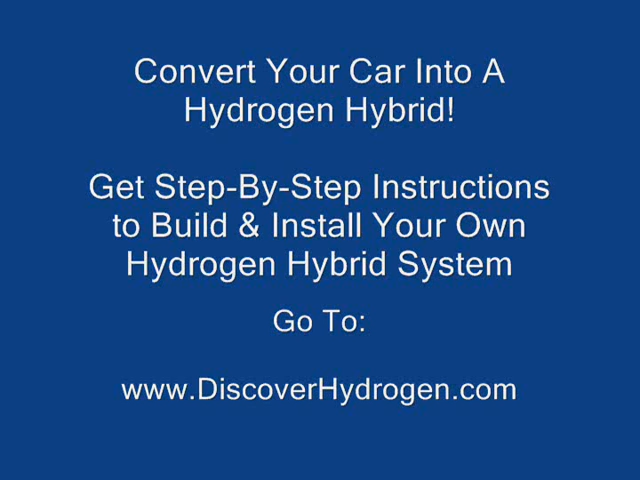 Convert Your Car Into A
Hydrogen Hybrid!
Get Step-By-Step Instructions
to Build & Install Your Own
Hydrogen Hybrid System
Go To:
www.DiscoverHydrogen.com